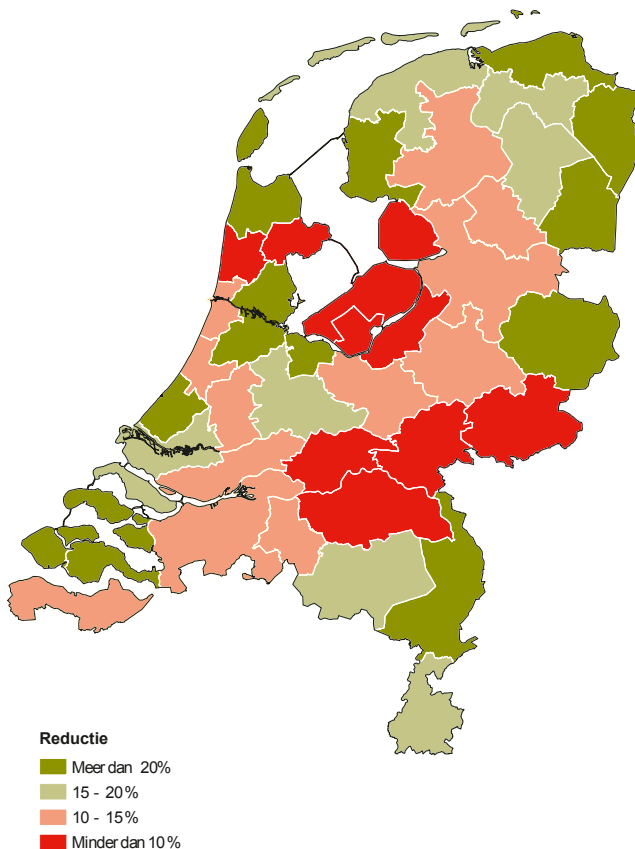 Reductie
Meer dan 20%
15 - 20%
10 - 15%
Minder dan 10%